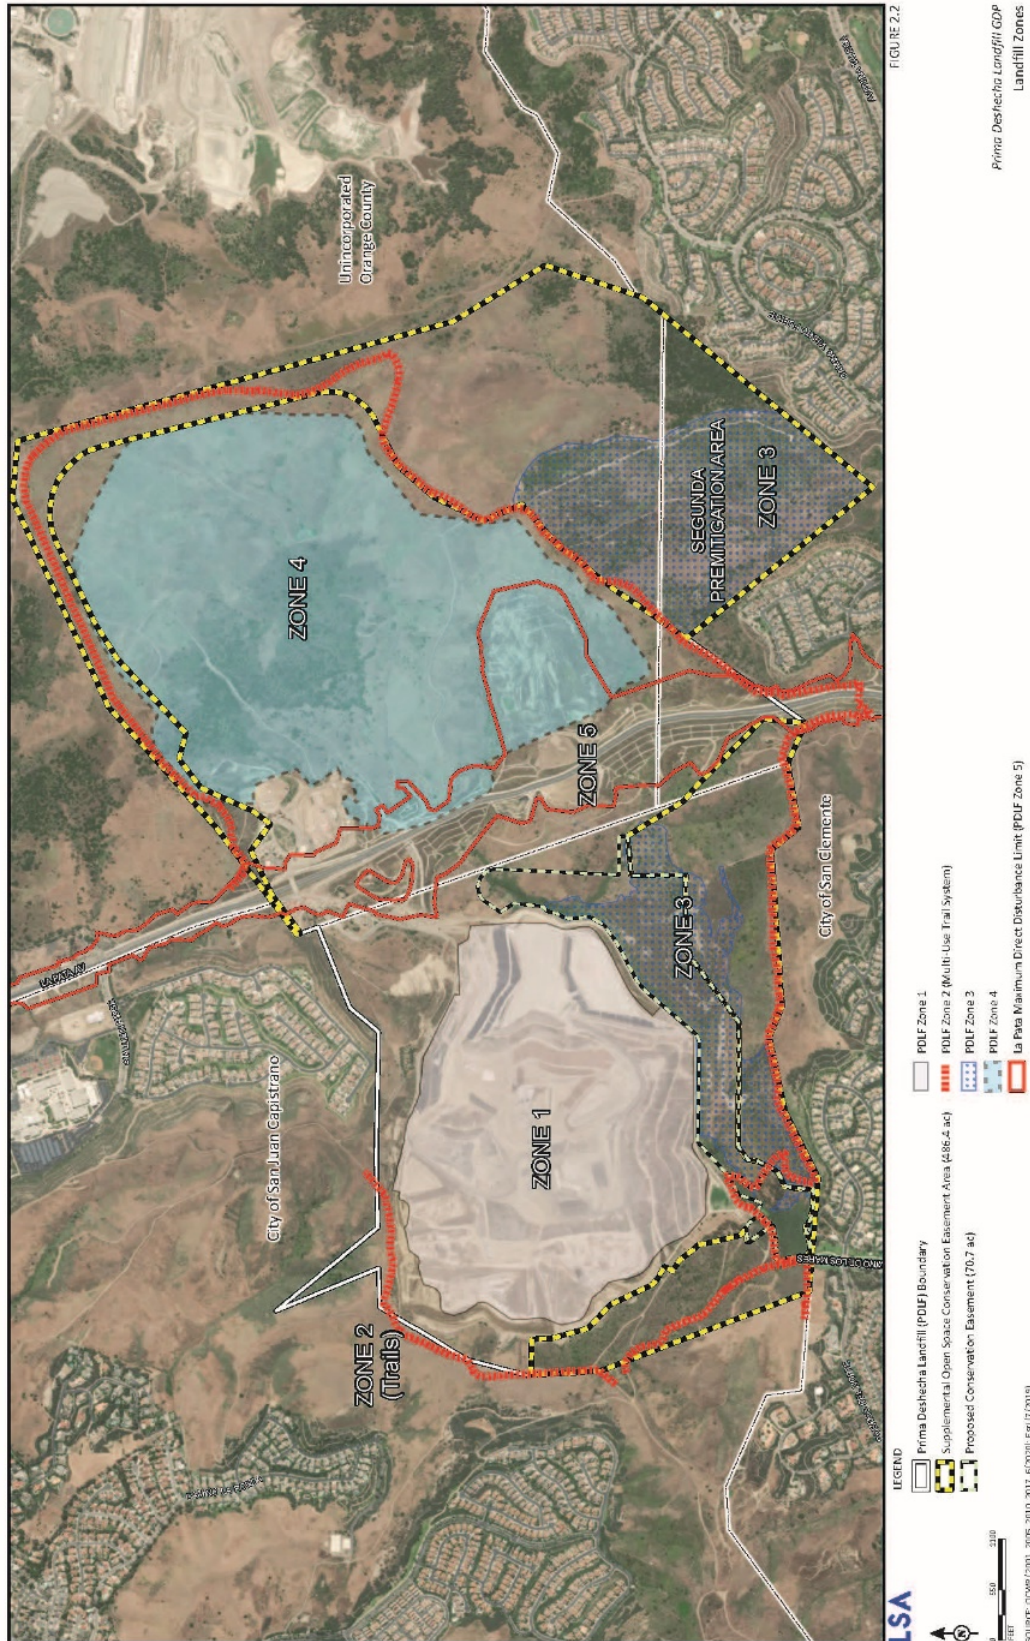 Unincorporated
Orange County
LA PATA AV
City of San Juan Capistrano
ZONE 4
ZONE 5
SEGUNDA
PREMITIGATION AREA
ZONE 3
ZONE 1
ZONE 3
ZONE 2
(Trails)
City of San Clemente
LSA
LEGEND
Prima Deshecha Landfill (PDLF) Boundary
Supplemental Open Space Conservation Easement Area (486.4 ac)
Proposed Conservation Easement (70.7 ac)
PDLF Zone 1
PDLF Zone 2 (Multi-Use Trail System)
PDLF Zone 3
PDLF Zone 4
La Pata Maximum Direct Disturbance Limit (PDLF Zone 5)
N
0 550 1100
FEET
FIGURE 2.2
Prima Deshecha Landfill GDP
Landfill Zones